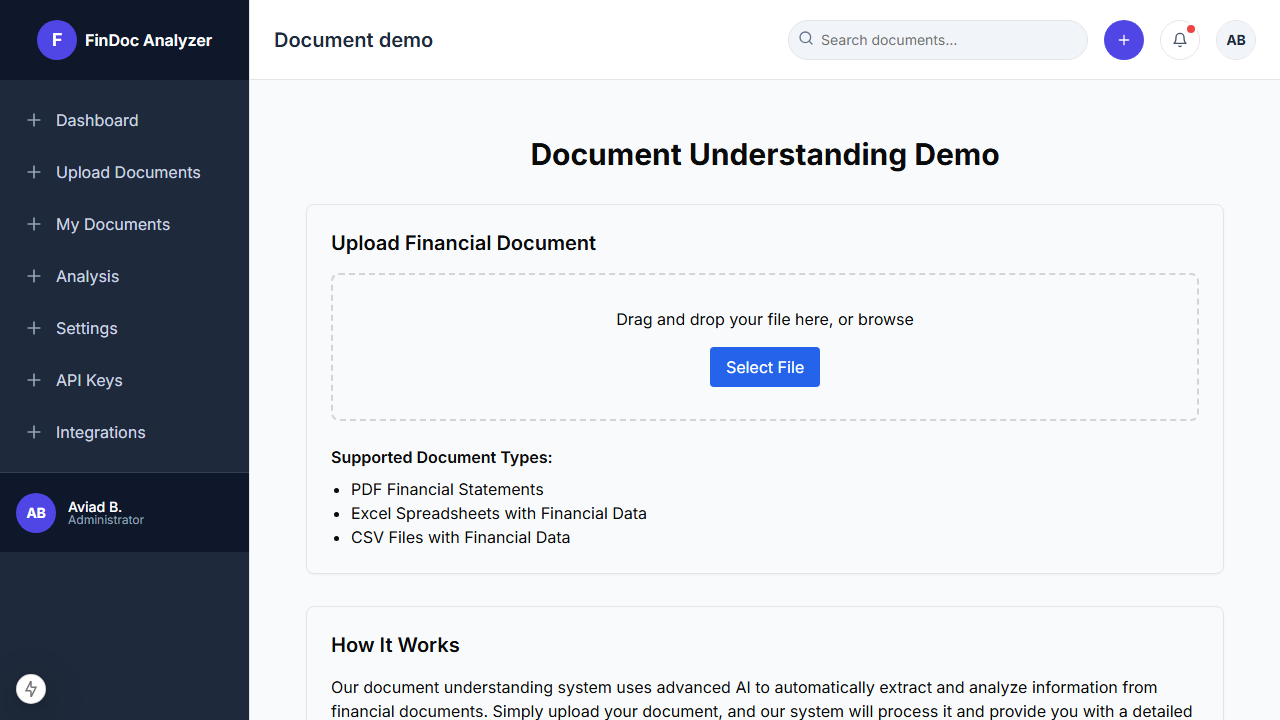 F
FinDoc Analyzer
Document demo
Search documents...
AB
Dashboard
Upload Documents
My Documents
Analysis
Settings
API Keys
Integrations
AB
Aviad B.
Administrator
Document Understanding Demo
Upload Financial Document
Drag and drop your file here, or browse
Select File
Supported Document Types:
PDF Financial Statements
Excel Spreadsheets with Financial Data
CSV Files with Financial Data
How It Works
Our document understanding system uses advanced AI to automatically extract and analyze information from
financial documents. Simply upload your document, and our system will process it and provide you with a detailed